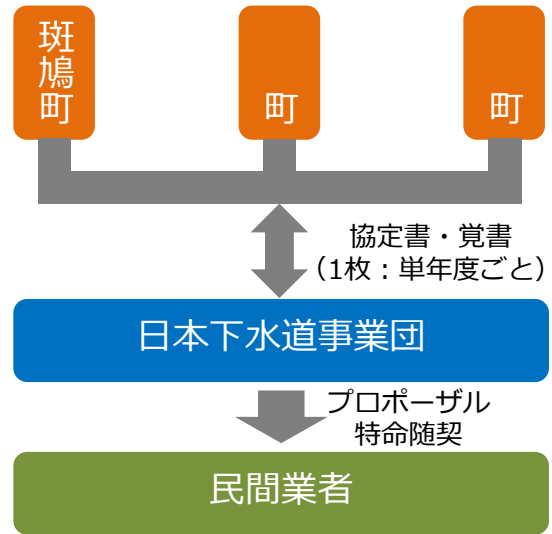 斑鳩町
町
町
協定書・覚書
（1枚：単年度ごと）
日本下水道事業団
プロポーザル
特命随契
民間業者